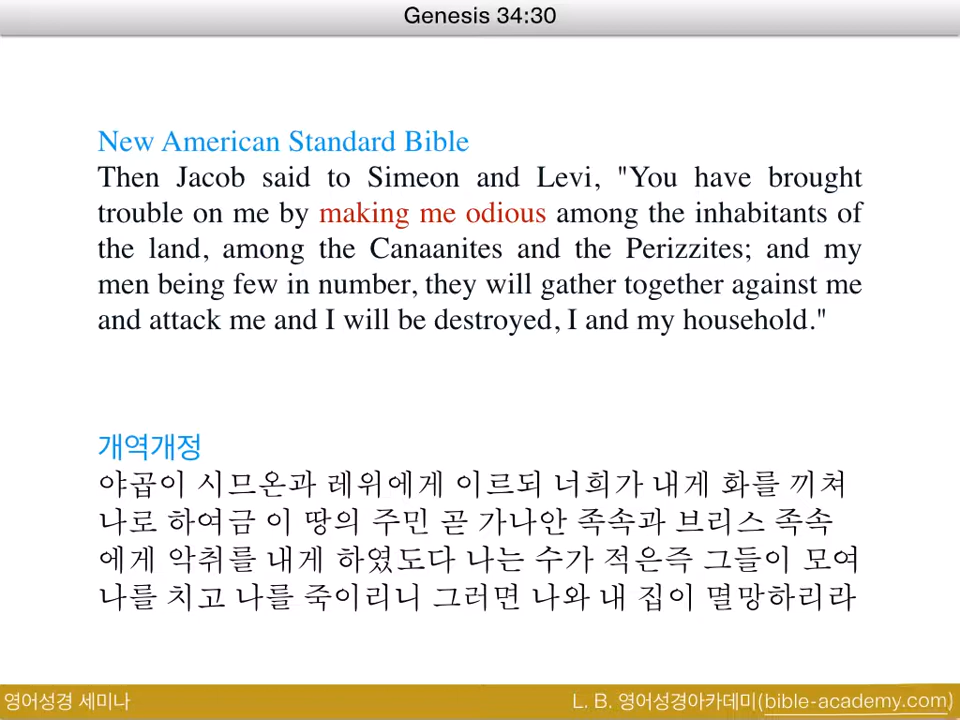 Genesis 34:30
New American Standard Bible
Then Jacob said to Simeon and Levi, "You have brought
trouble on me by making me odious among the inhabitants of
the land, among the Canaanites and the Perizzites; and my
men being few in number, they will gather together against me
and attack me and I will be destroyed, I and my household."
개역개정
야곱이 시므온과 레위에게 이르되 너희가 내게 화를 끼쳐
나로 하여금 이 땅의 주민 곧 가나안 족속과 브리스 족속
에게 악취를 내게 하였도다 나는 수가 적은즉 그들이 모여
나를 치고 나를 죽이리니 그러면 나와 내 집이 멸망하리라
영어성경 세미나
L. B. 영어성경아카데미(bible-academy.com)